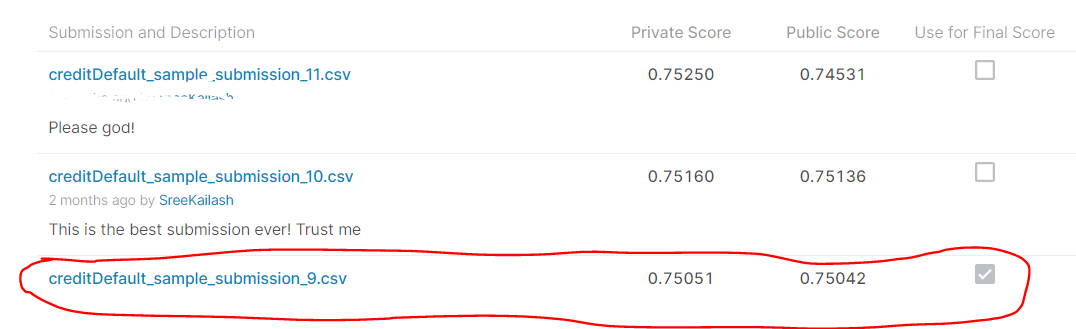 Submission and Description Private Score Public Score Use for Final Score
creditDefault_sample_submission_11.csv 0.75250 0.74531
ago SreeKailash
Please god!
creditDefault_sample_submission_10.csv 0.75160 0.75136
2 months ago by SreeKailash
This is the best submission ever! Trust me
creditDefault_sample_submission_9.csv 0.75051 0.75042